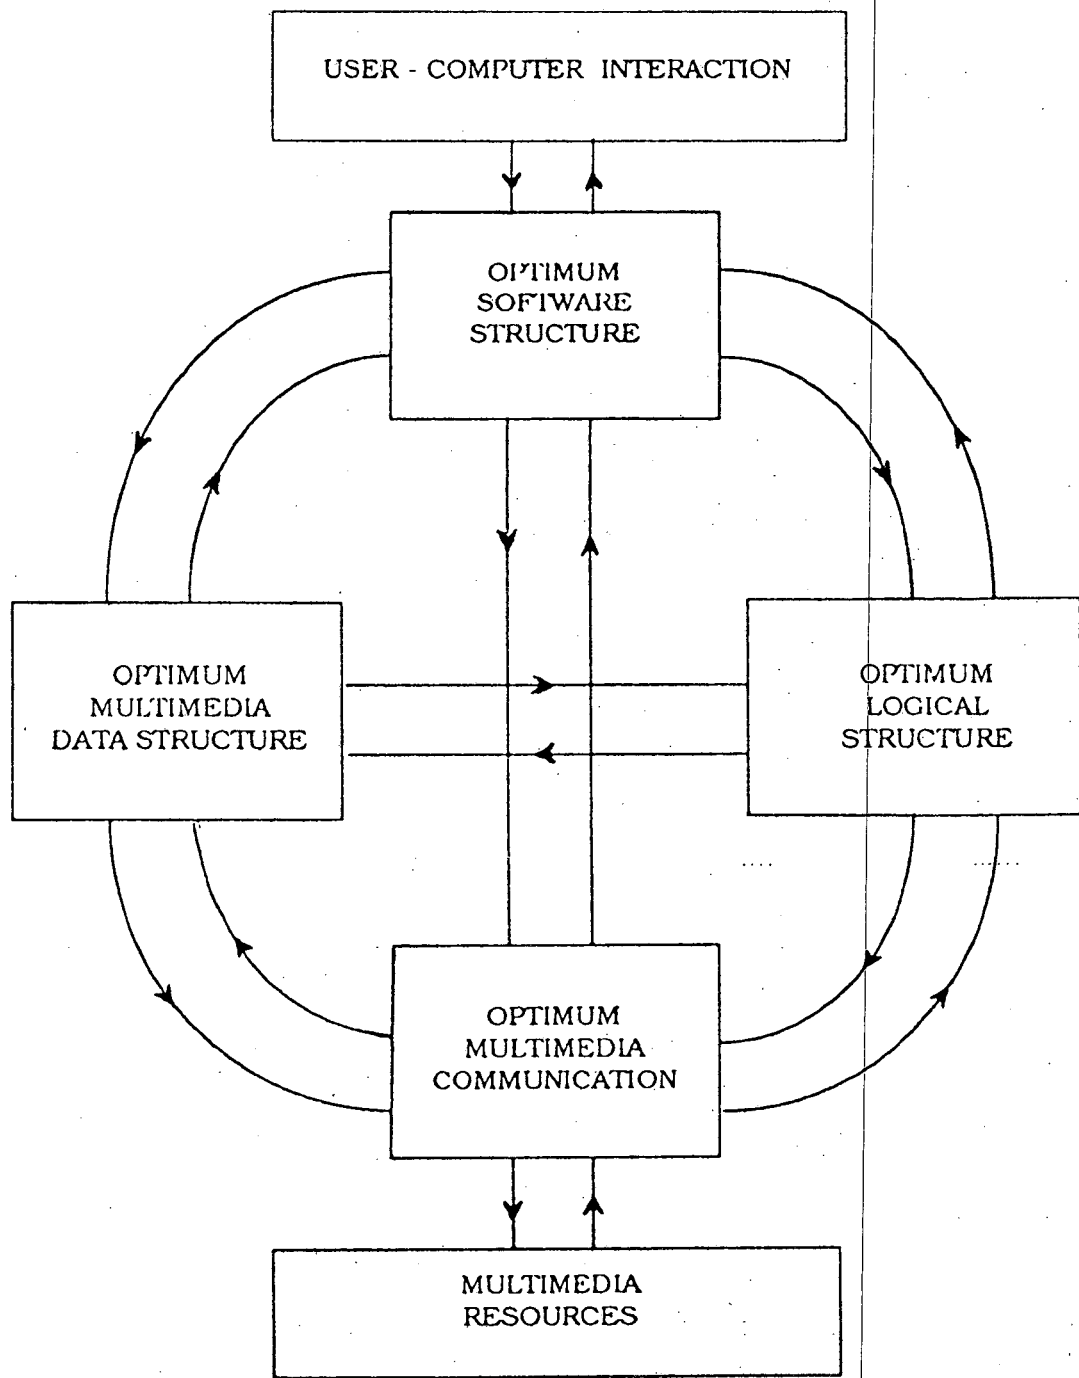 USER - COMPUTER INTERACTION
OPTIMUM
SOFTWARE
STRUCTURE
OPTIMUM
MULTIMEDIA
DATA STRUCTURE
OPTIMUM
LOGICAL
STRUCTURE
OPTIMUM
MULTIMEDIA
COMMUNICATION
MULTIMEDIA
RESOURCES